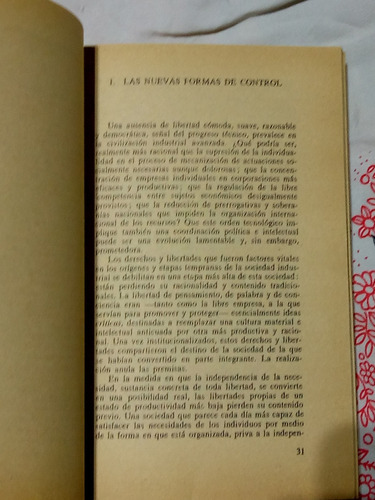 1. LAS NUEVAS FORMAS DE CONTROL
Una ausencia de libertad cómoda, suave, razonable
y democrática, señal del progreso técnico, prevalece en
la civilización industrial avanzada. ¿Qué podría ser,
realmente más racional que la supresión de la individua-
lidad en el proceso de mecanización de actuaciones so-
cialmente necesarias aunque dolorosas; que la concen-
tración de empresas individuales en corporaciones más
eficaces y productivas; que la regulación de la libre
competencia entre sujetos económicos desigualmente
provistos; que la reducción de prerrogativas y sobera-
nías nacionales que impiden la organización interna-
cional de los recursos? Que este orden tecnológico im-
plique también una coordinación política e intelectual
puede ser una evolución lamentable y, sin embargo,
prometedora.
Los derechos y libertades que fueron factores vitales
en los orígenes y etapas tempranas de la sociedad indus-
trial se debilitan en una etapa más alta de esta sociedad:
están perdiendo su racionalidad y contenido tradicio-
nales. La libertad de pensamiento, de palabra y de con-
ciencia eran —tanto como la libre empresa, a la que
servían para promover y proteger— esencialmente ideas
críticas, destinadas a reemplazar una cultura material e
intelectual anticuada por otra más productiva y racio-
nal. Una vez institucionalizados, estos derechos y liber-
tades compartieron el destino de la sociedad de la que
se habían convertido en parte integrante. La realiza-
ción anula las premisas.
En la medida en que la independencia de la nece-
sidad, sustancia concreta de toda libertad, se convierte
en una posibilidad real, las libertades propias de un
estado de productividad más baja pierden su contenido
previo. Una sociedad que parece cada día más capaz de
satisfacer las necesidades de los individuos por medio
de la forma en que está organizada, priva a la indepen-
31